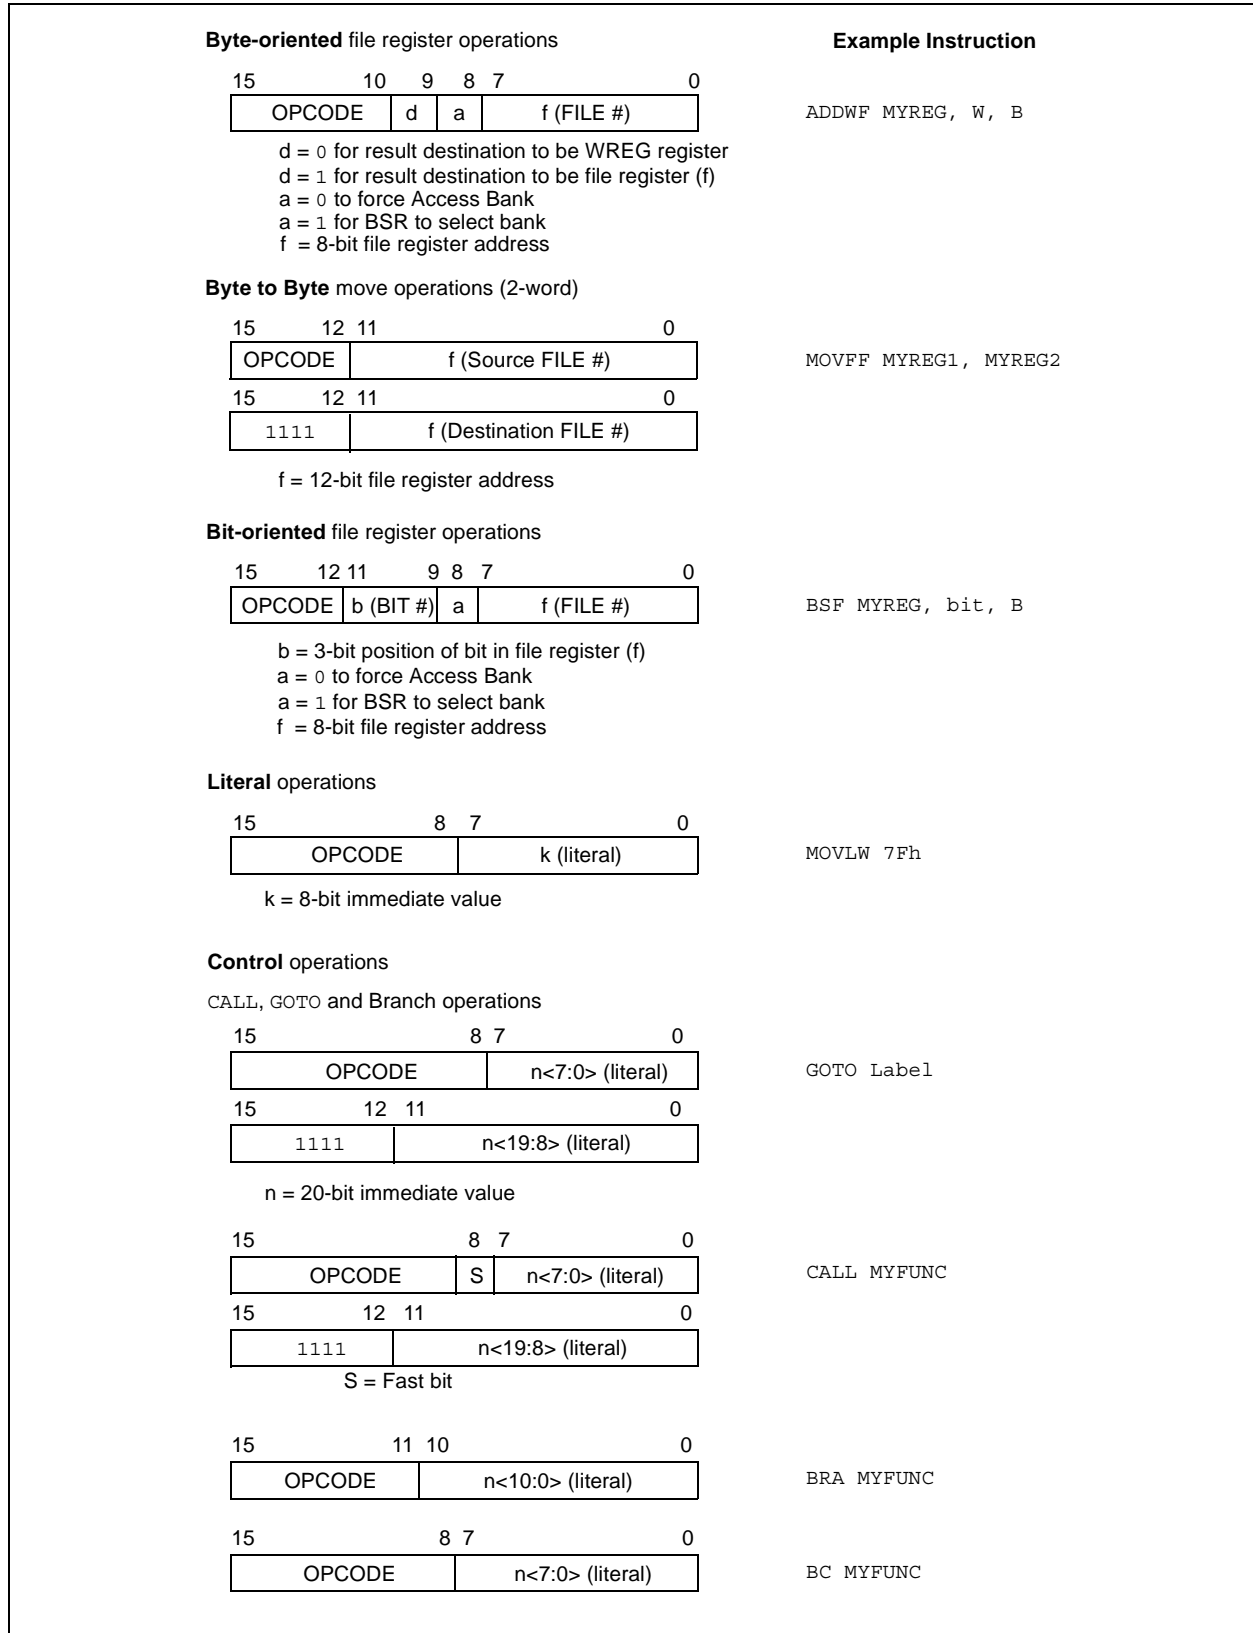 Byte-oriented file register operations    Example Instruction
15 10 9 8 7 0
OPCODE d a f (FILE #)    ADDWF MYREG, W, B
d = 0 for result destination to be WREG register
d = 1 for result destination to be file register (f)
a = 0 to force Access Bank
a = 1 for BSR to select bank
f = 8-bit file register address
Byte to Byte move operations (2-word)
15 12 11 0
OPCODE f (Source FILE #)    MOVFF MYREG1, MYREG2
15 12 11 0
1111 f (Destination FILE #)
f = 12-bit file register address
Bit-oriented file register operations
15 12 11 9 8 7 0
OPCODE b (BIT #) a f (FILE #)    BSF MYREG, bit, B
b = 3-bit position of bit in file register (f)
a = 0 to force Access Bank
a = 1 for BSR to select bank
f = 8-bit file register address
Literal operations
15 8 7 0
OPCODE k (literal)    MOVLW 7Fh
k = 8-bit immediate value
Control operations
CALL, GOTO and Branch operations
15 8 7 0
OPCODE n<7:0> (literal)    GOTO Label
15 12 11 0
1111 n<19:8> (literal)
n = 20-bit immediate value
15 8 7 0
OPCODE S n<7:0> (literal)    CALL MYFUNC
15 12 11 0
1111 n<19:8> (literal)
S = Fast bit
15 11 10 0
OPCODE n<10:0> (literal)    BRA MYFUNC
15 8 7 0
OPCODE n<7:0> (literal)    BC MYFUNC